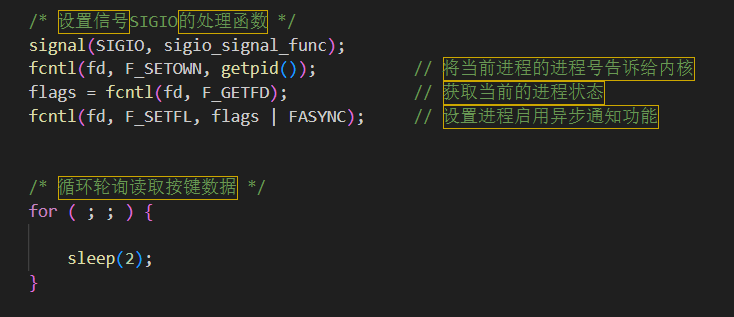 /* 设置信号SIGIO的处理函数 */
signal(SIGIO, sigio_signal_func);
fcntl(fd, F_SETOWN, getpid()); // 将当前进程的进程号告诉给内核
flags = fcntl(fd, F_GETFD); // 获取当前的进程状态
fcntl(fd, F_SETFL, flags | FASYNC); // 设置进程启用异步通知功能
/* 循环轮询读取按键数据 */
for ( ; ; ) {
sleep(2);
}